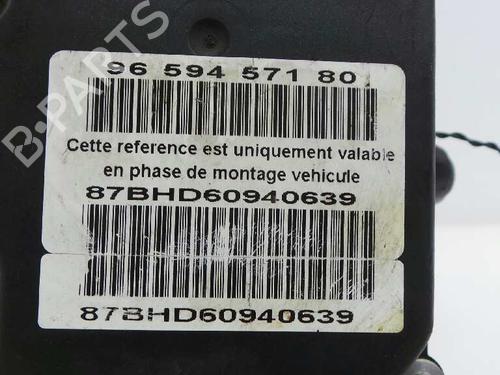 B-PARTS
96 594 571 80
Cette reference est uniquement valable
en phase de montage vehicule
87BHD60940639
87BHD60940639